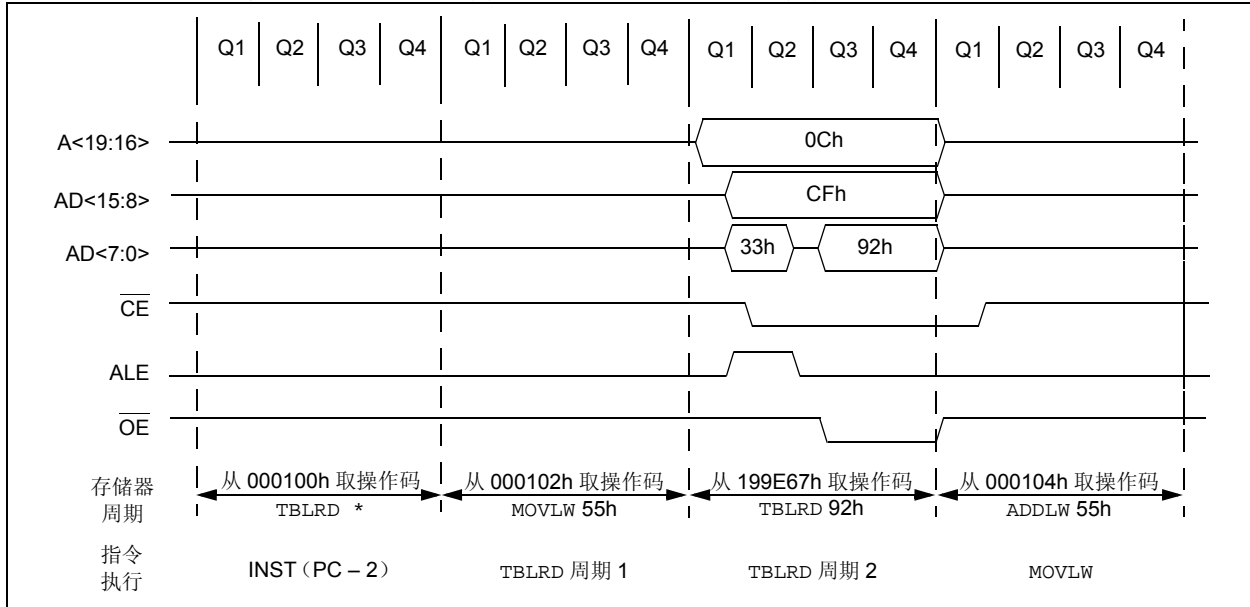 Q1 Q2 Q3 Q4 Q1 Q2 Q3 Q4 Q1 Q2 Q3 Q4 Q1 Q2 Q3 Q4
A<19:16> 0Ch
AD<15:8> CFh
AD<7:0> 33h 92h
CE
ALE
OE
存储器 从 000100h 取操作码 从 000102h 取操作码 从 199E67h 取操作码 从 000104h 取操作码
周期 TBLRD * MOVLW 55h TBLRD 92h ADDLW 55h
指令
执行 INST（PC – 2） TBLRD 周期 1 TBLRD 周期 2 MOVLW